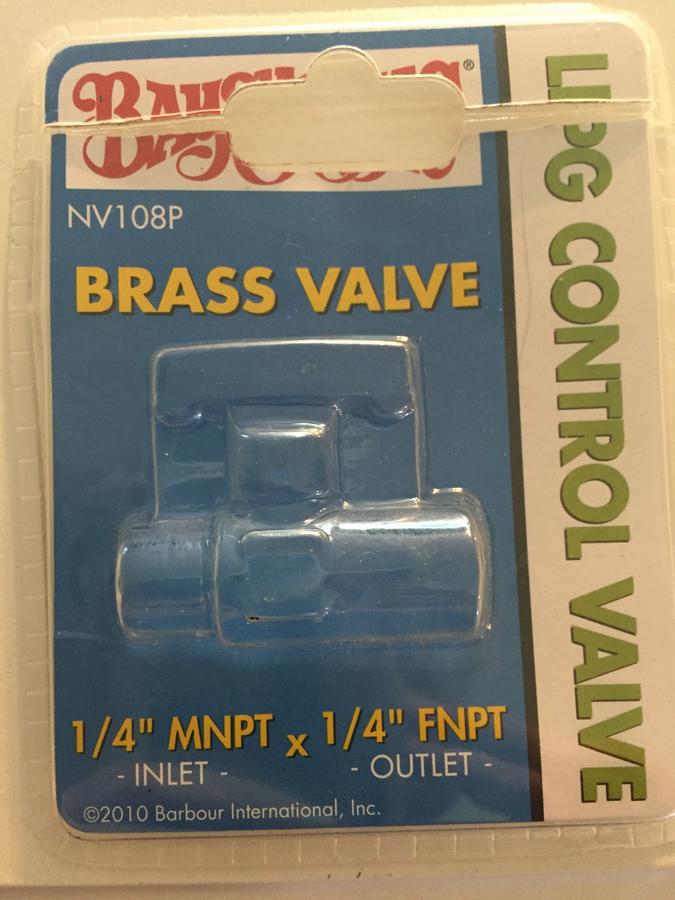 ®
NV108P
BRASS VALVE
1/4" MNPT x 1/4" FNPT
- INLET - - OUTLET -
©2010 Barbour International, Inc.
LPG CONTROL VALVE